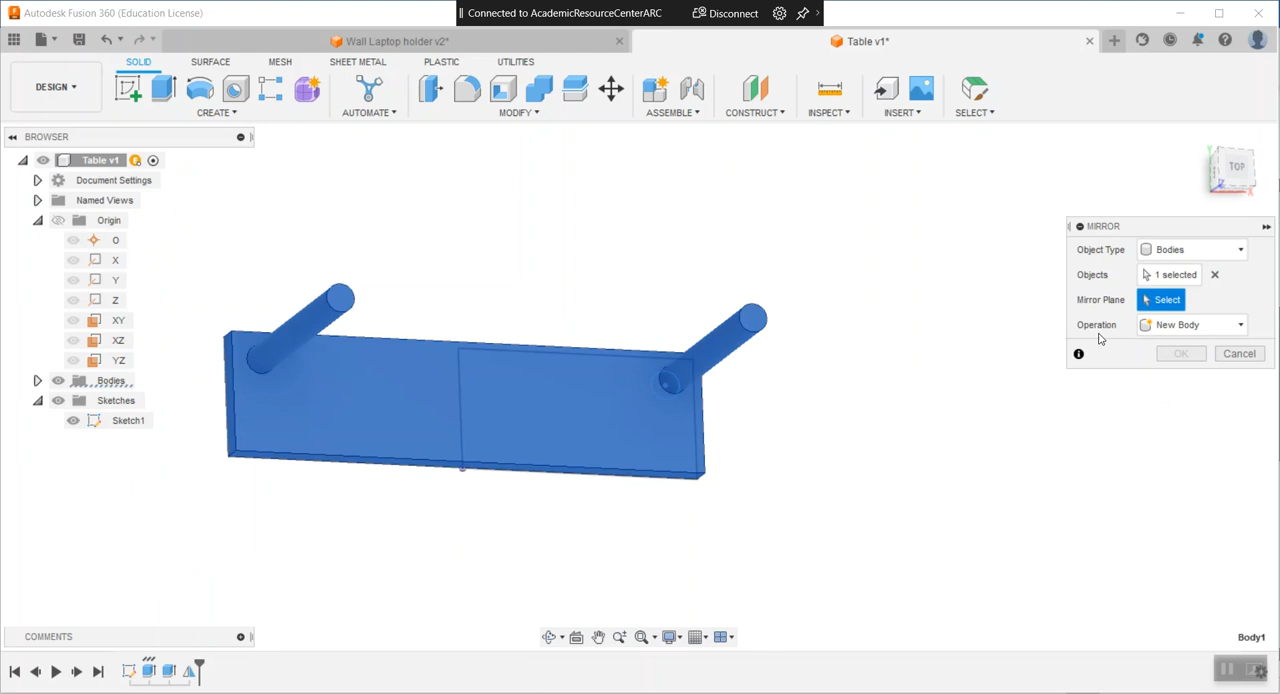 Autodesk Fusion 360 (Education License)
Connected to AcademicResourceCenterARC
Disconnect
Wall Laptop holder v2*
Table v1*
SOLID
SURFACE
MESH
SHEET METAL
PLASTIC
UTILITIES
DESIGN
CREATE
AUTOMATE
MODIFY
ASSEMBLE
CONSTRUCT
INSPECT
INSERT
SELECT
BROWSER
Table v1
Document Settings
Named Views
Origin
O
X
Y
Z
XY
XZ
YZ
Bodies
Sketches
Sketch1
TOP
Y
Z
X
MIRROR
Object Type
Bodies
Objects
1 selected
Mirror Plane
Select
Operation
New Body
OK
Cancel
COMMENTS
Body1